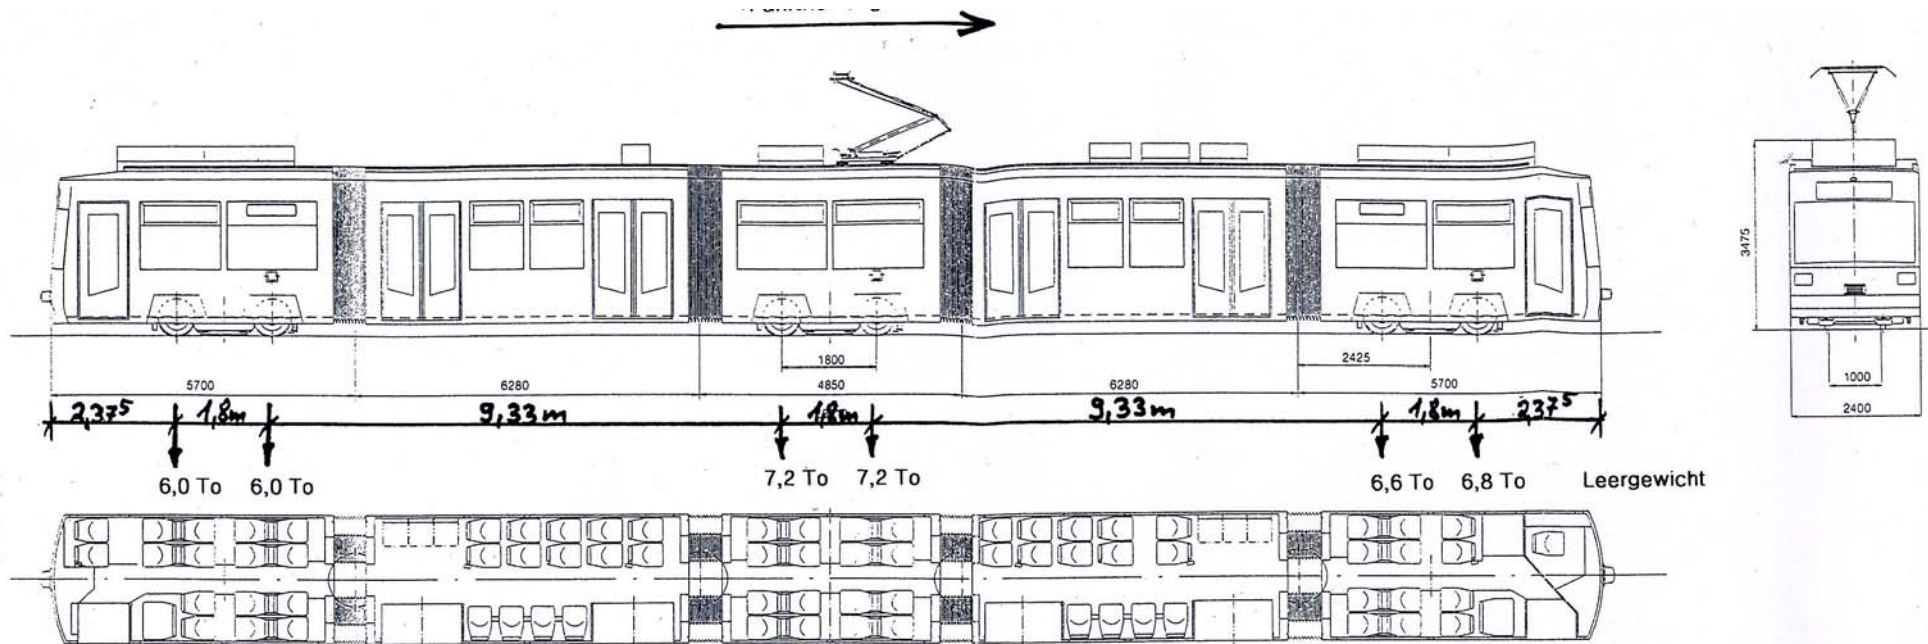 3475
1800
2425
5700 6280 4850 6280 5700
1000
2400
2,37⁵ 1,8m 9,33m 1,8m 9,33m 1,8m 2,37⁵
6,0 To 6,0 To 7,2 To 7,2 To 6,6 To 6,8 To Leergewicht